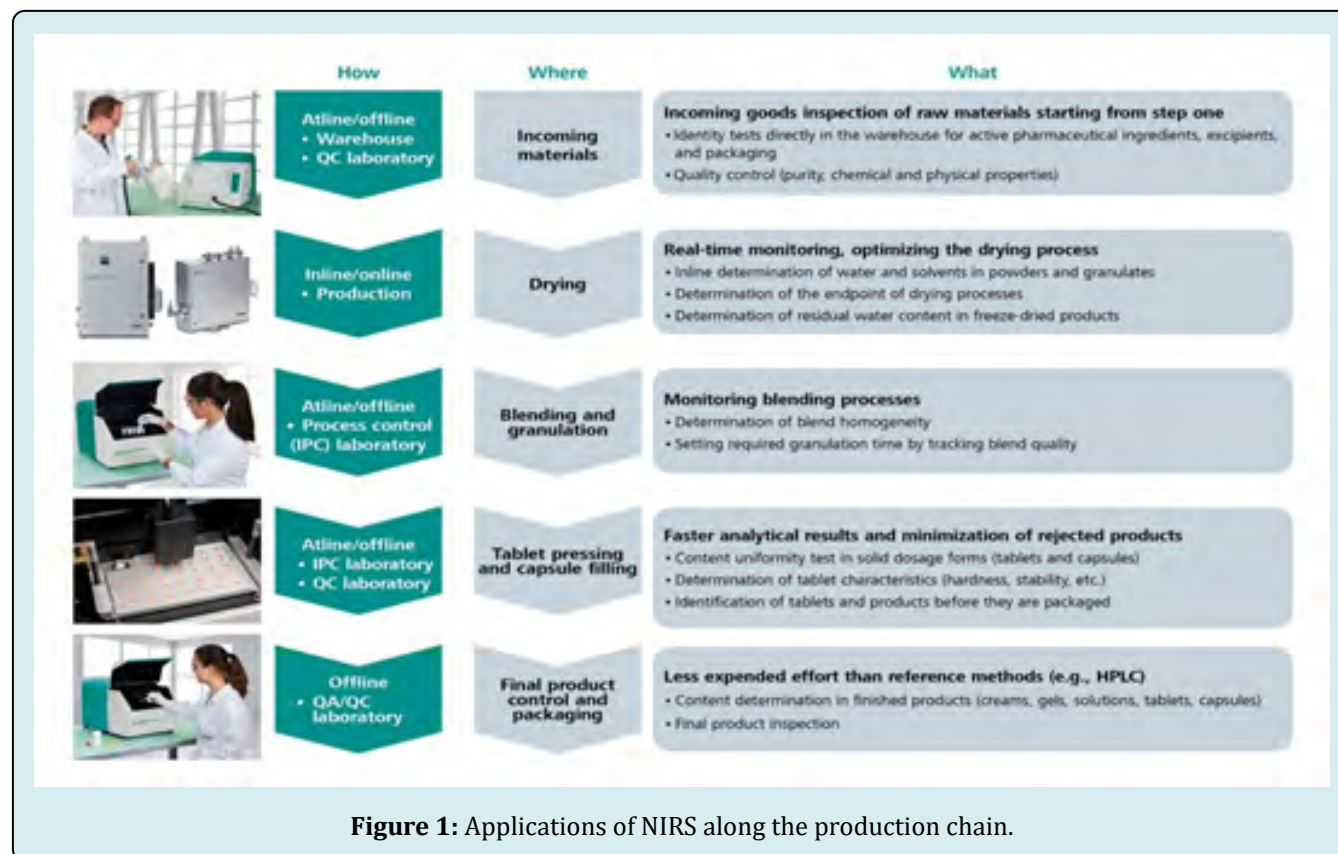 How
Where
What
Atline/offline
• Warehouse
• QC laboratory
Incoming
materials
Incoming goods inspection of raw materials starting from step one
• Identity tests directly in the warehouse for active pharmaceutical ingredients, excipients,
and packaging
• Quality control (purity, chemical and physical properties)
Inline/online
• Production
Drying
Real-time monitoring, optimizing the drying process
• Inline determination of water and solvents in powders and granulates
• Determination of the endpoint of drying processes
• Determination of residual water content in freeze-dried products
Atline/offline
• Process control
(IPC) laboratory
Blending and
granulation
Monitoring blending processes
• Determination of blend homogeneity
• Setting required granulation time by tracking blend quality
Atline/offline
• IPC laboratory
• QC laboratory
Tablet pressing
and capsule filling
Faster analytical results and minimization of rejected products
• Content uniformity test in solid dosage forms (tablets and capsules)
• Determination of tablet characteristics (hardness, stability, etc.)
• Identification of tablets and products before they are packaged
Offline
• QA/QC
laboratory
Final product
control and
packaging
Less expended effort than reference methods (e.g., HPLC)
• Content determination in finished products (creams, gels, solutions, tablets, capsules)
• Final product inspection
Figure 1: Applications of NIRS along the production chain.